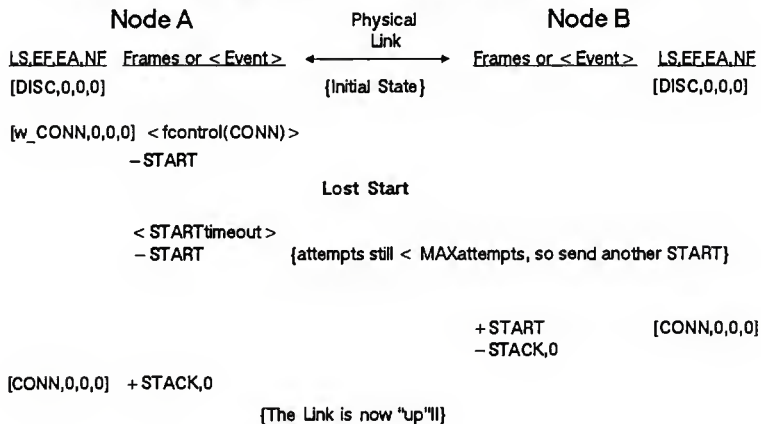 Node A Physical Link Node B
LS,EF,EA,NF Frames or < Event > Frames or < Event > LS,EF,EA,NF
[DISC,0,0,0] {Initial State} [DISC,0,0,0]
[w_CONN,0,0,0] < fcontrol(CONN) >
– START
Lost Start
< STARTtimeout >
– START {attempts still < MAXattempts, so send another START}
+ START [CONN,0,0,0]
– STACK,0
[CONN,0,0,0] + STACK,0
{The Link is now "up"!!}